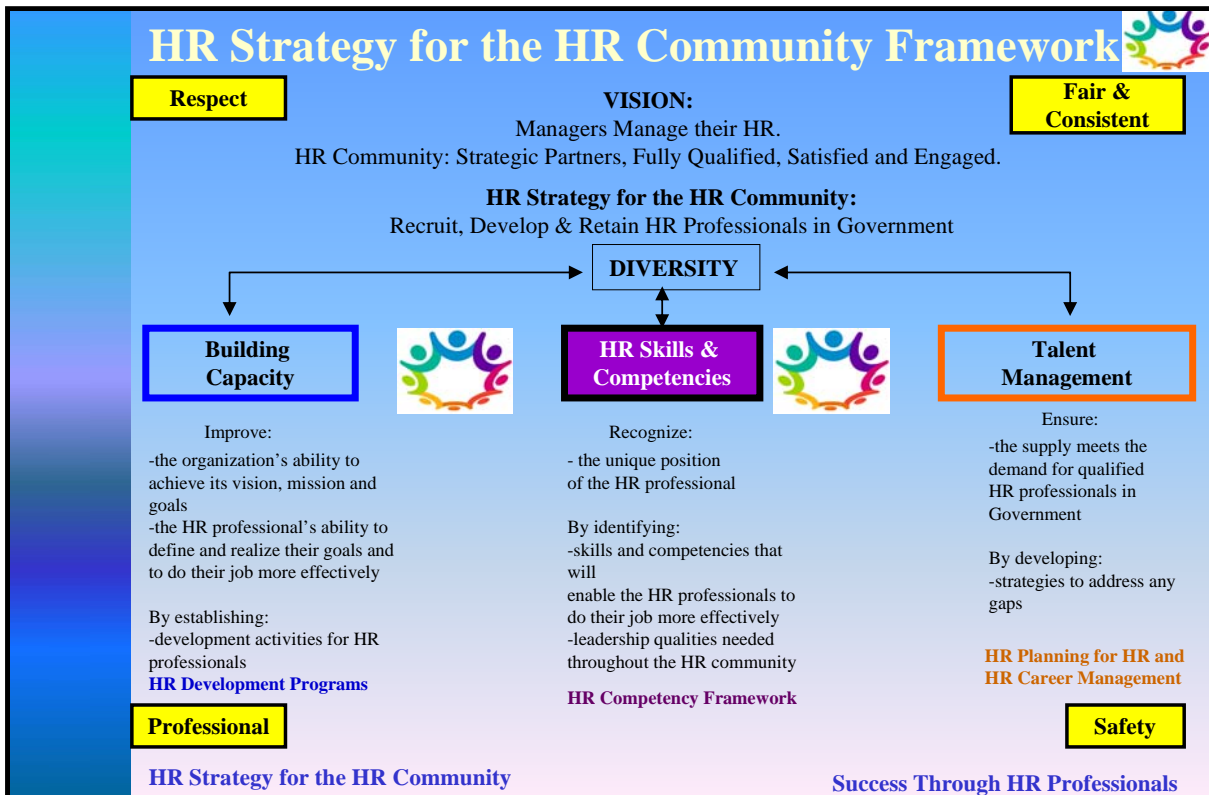 HR Strategy for the HR Community Framework
Respect
Fair &
Consistent
VISION:
Managers Manage their HR.
HR Community: Strategic Partners, Fully Qualified, Satisfied and Engaged.
HR Strategy for the HR Community:
Recruit, Develop & Retain HR Professionals in Government
DIVERSITY
Building
Capacity
Improve:
-the organization’s ability to
achieve its vision, mission and
goals
-the HR professional’s ability to
define and realize their goals and
to do their job more effectively
By establishing:
-development activities for HR
professionals
HR Development Programs
HR Skills &
Competencies
Recognize:
- the unique position
of the HR professional
By identifying:
-skills and competencies that
will
enable the HR professionals to
do their job more effectively
-leadership qualities needed
throughout the HR community
HR Competency Framework
Talent
Management
Ensure:
-the supply meets the
demand for qualified
HR professionals in
Government
By developing:
-strategies to address any
gaps
HR Planning for HR and
HR Career Management
Professional
Safety
HR Strategy for the HR Community
Success Through HR Professionals